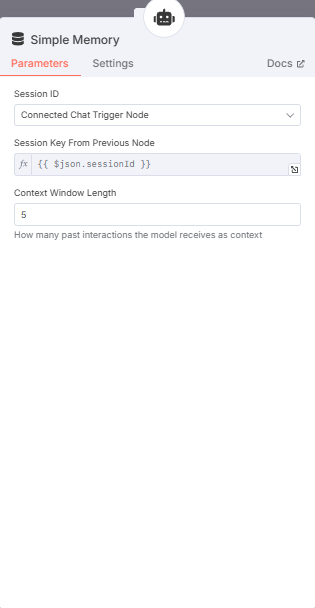 Simple Memory
Parameters
Settings
Docs
Session ID
Connected Chat Trigger Node
Session Key From Previous Node
fx
{{ $json.sessionId }}
Context Window Length
5
How many past interactions the model receives as context